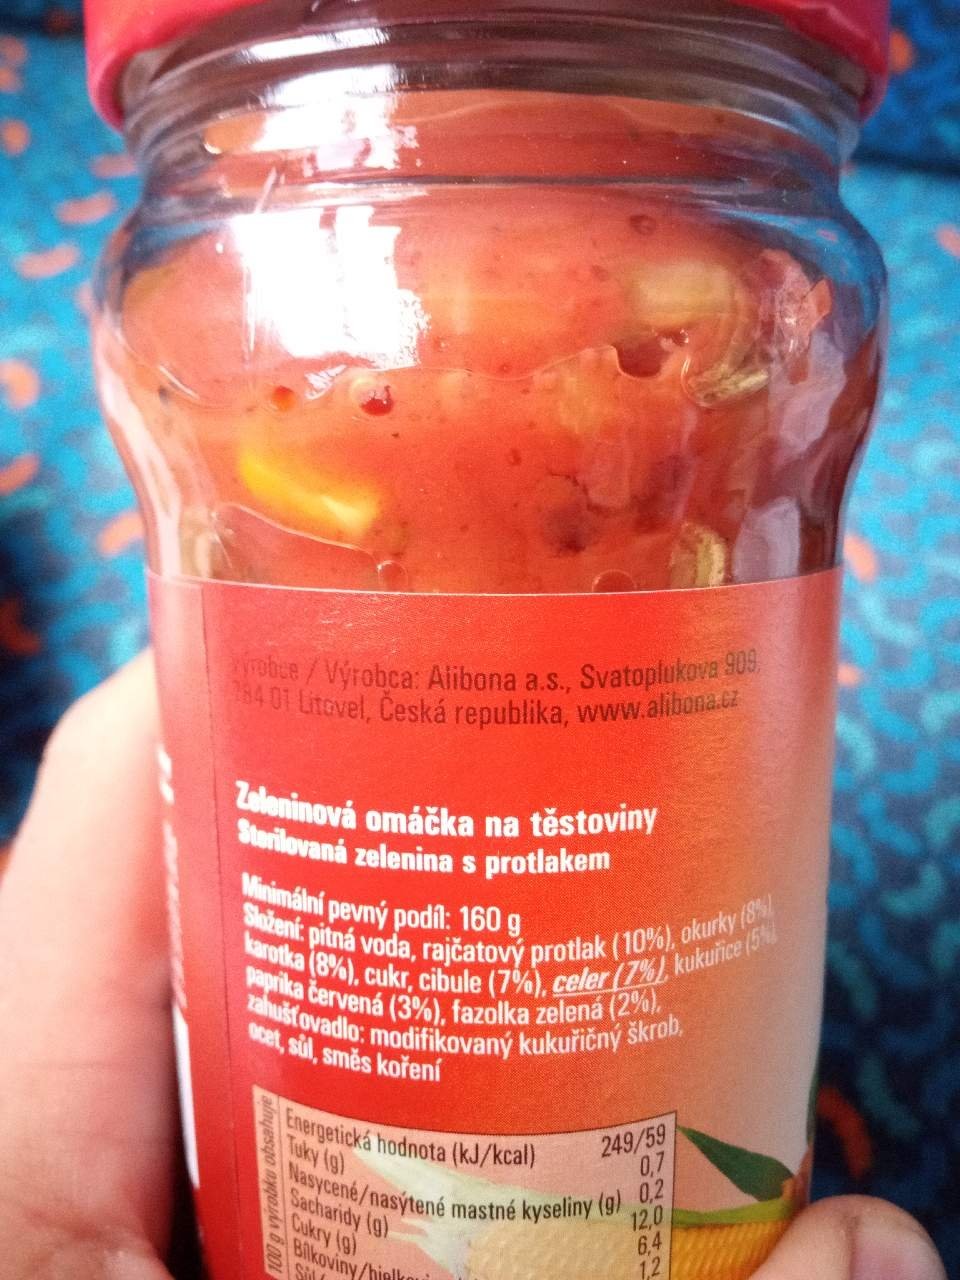 Výrobce / Výrobca: Alibona a.s., Svatoplukova 909,
784 01 Litovel, Česká republika, www.alibona.cz
Zeleninová omáčka na těstoviny
Sterilovaná zelenina s protlakem
Minimální pevný podíl: 160 g
Složení: pitná voda, rajčatový protlak (10%), okurky (8%),
karotka (8%), cukr, cibule (7%), celer (7%), kukuřice (5%),
paprika červená (3%), fazolka zelená (2%),
zahušťovadlo: modifikovaný kukuřičný škrob,
ocet, sůl, směs koření
100 g výrobku obsahuje
Energetická hodnota (kJ/kcal) 249/59
Tuky (g) 0,7
Nasycené/nasýtené mastné kyseliny (g) 0,2
Sacharidy (g) 12,0
Cukry (g) 6,4
Bílkoviny/ 1,2